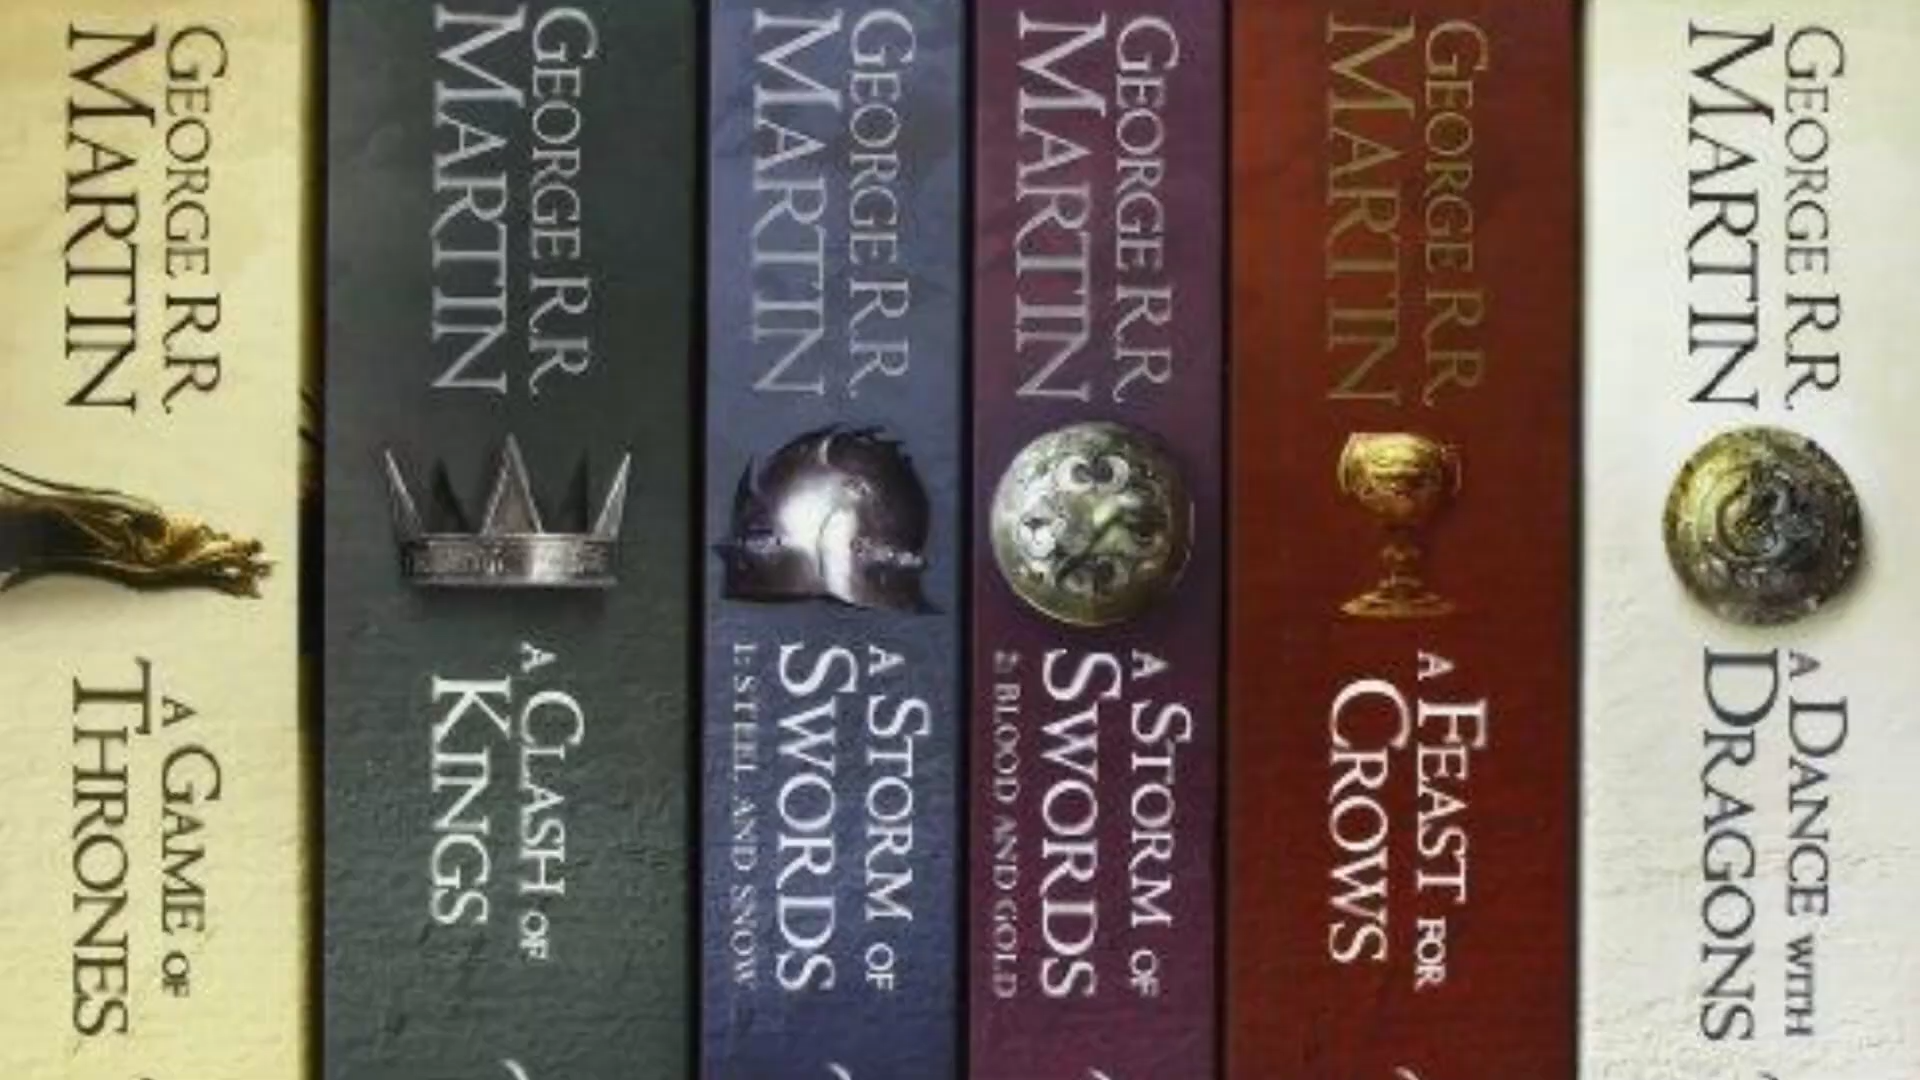 GEORGE R.R.
MARTIN
A GAME OF
THRONES
GEORGE R.R.
MARTIN
A CLASH OF
KINGS
GEORGE R.R.
MARTIN
A STORM OF
SWORDS
1: STEEL AND SNOW
GEORGE R.R.
MARTIN
A STORM OF
SWORDS
2: BLOOD AND GOLD
GEORGE R.R.
MARTIN
A FEAST FOR
CROWS
GEORGE R.R.
MARTIN
A DANCE WITH
DRAGONS